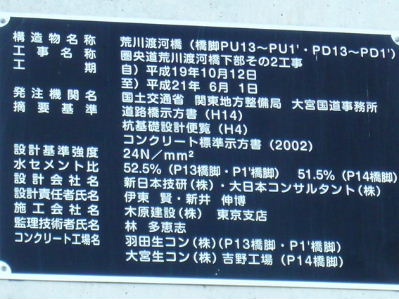 構造物名称 荒川渡河橋（橋脚PU13～PU1'・PD13～PD1'）
工事名称 圏央道荒川渡河橋下部その2工事
工期 自）平成19年10月12日
至）平成21年 6月 1日
発注機関名 国土交通省 関東地方整備局 大宮国道事務所
摘要基準 道路橋示方書（H14）
杭基礎設計便覧（H4）
コンクリート標準示方書（2002）
設計基準強度 24N／mm²
水セメント比 52.5%（P13橋脚・P1'橋脚） 51.5%（P14橋脚）
設計会社名 新日本技研（株）・大日本コンサルタント（株）
設計責任者氏名 伊東 賢・新井 伸博
施工会社名 木原建設（株） 東京支店
監理技術者氏名 林 多恵志
コンクリート工場名 羽田生コン（株）（P13橋脚・P1'橋脚）
大宮生コン（株）吉野工場（P14橋脚）